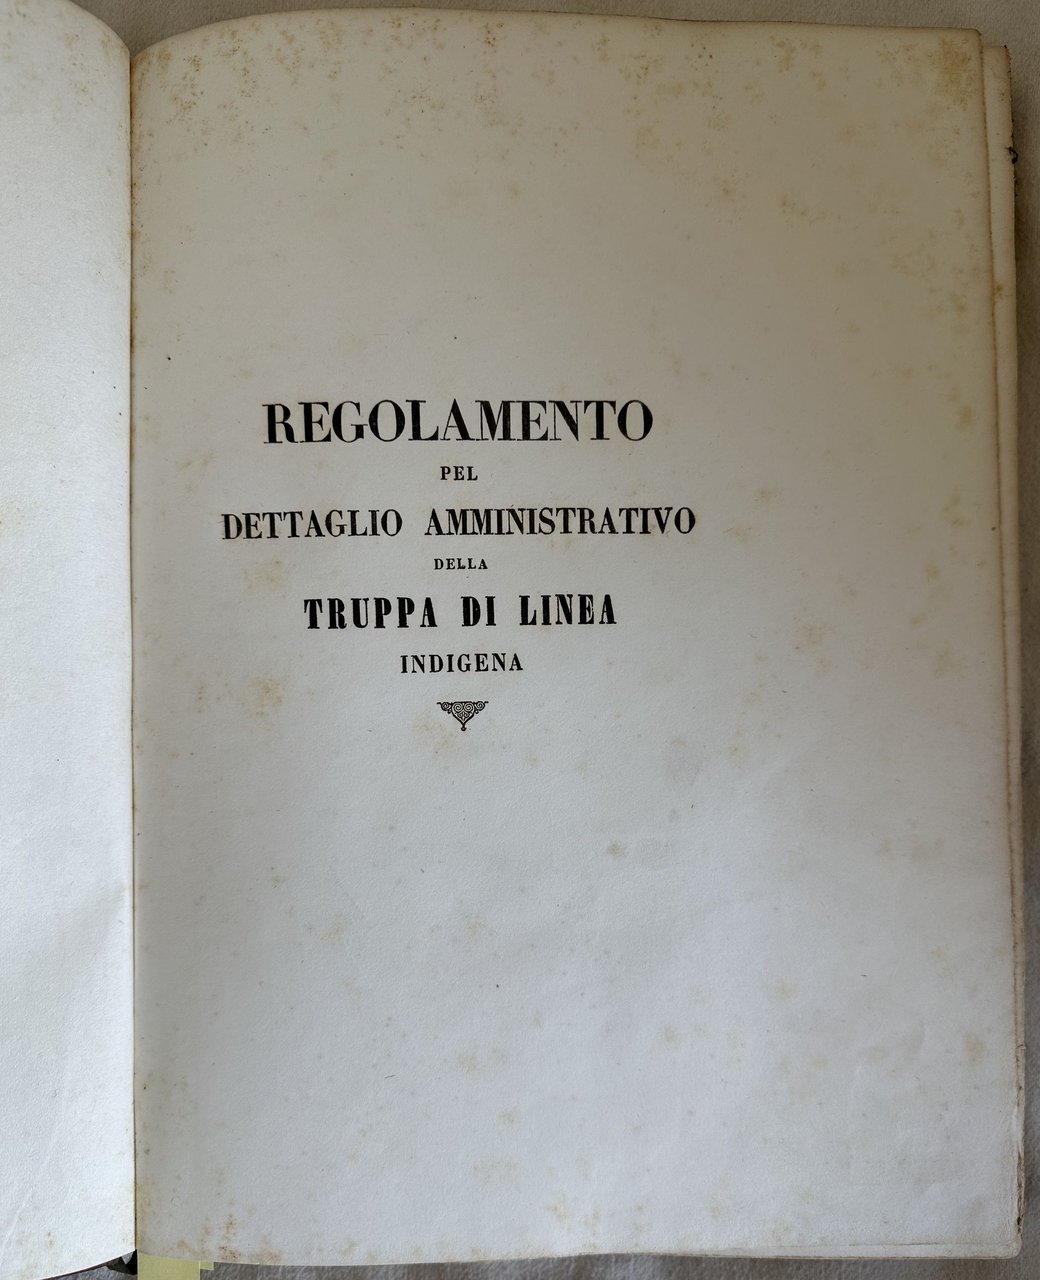 REGOLAMENTO
PEL
DETTAGLIO AMMINISTRATIVO
DELLA
TRUPPA DI LINEA
INDIGENA